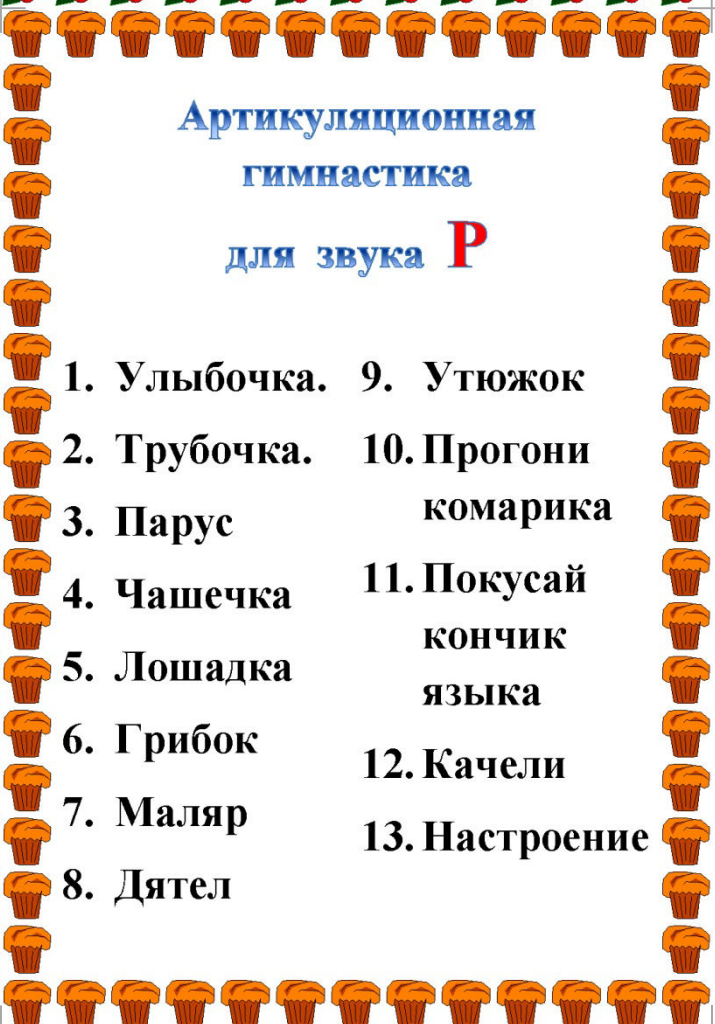 Артикуляционная
гимнастика
для звука Р
1. Улыбочка.
2. Трубочка.
3. Парус
4. Чашечка
5. Лошадка
6. Грибок
7. Маляр
8. Дятел
9. Утюжок
10. Прогони
комарика
11. Покусай
кончик
языка
12. Качели
13. Настроение